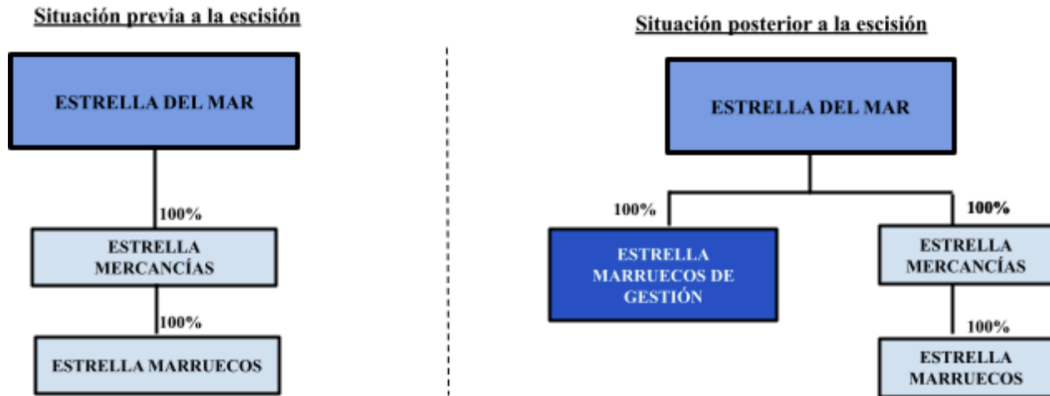 Situación previa a la escisión
ESTRELLA DEL MAR
100%
ESTRELLA
MERCANCÍAS
100%
ESTRELLA MARRUECOS
Situación posterior a la escisión
ESTRELLA DEL MAR
100%
ESTRELLA
MARRUECOS DE
GESTIÓN
100%
ESTRELLA
MERCANCÍAS
100%
ESTRELLA
MARRUECOS